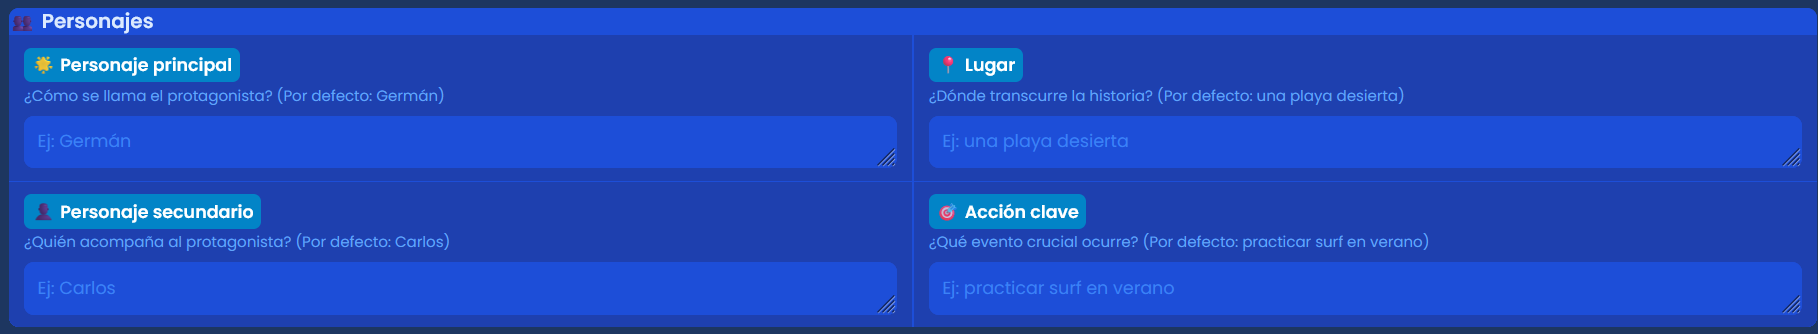 Personajes
Personaje principal
¿Cómo se llama el protagonista? (Por defecto: Germán)
Ej: Germán
Lugar
¿Dónde transcurre la historia? (Por defecto: una playa desierta)
Ej: una playa desierta
Personaje secundario
¿Quién acompaña al protagonista? (Por defecto: Carlos)
Ej: Carlos
Acción clave
¿Qué evento crucial ocurre? (Por defecto: practicar surf en verano)
Ej: practicar surf en verano